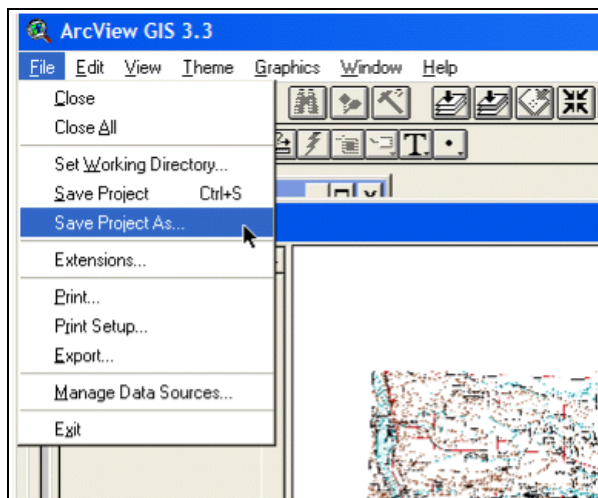 ArcView GIS 3.3
File Edit View Theme Graphics Window Help
Close
Close All
Set Working Directory...
Save Project Ctrl+S
Save Project As...
Extensions...
Print...
Print Setup...
Export...
Manage Data Sources...
Exit
T